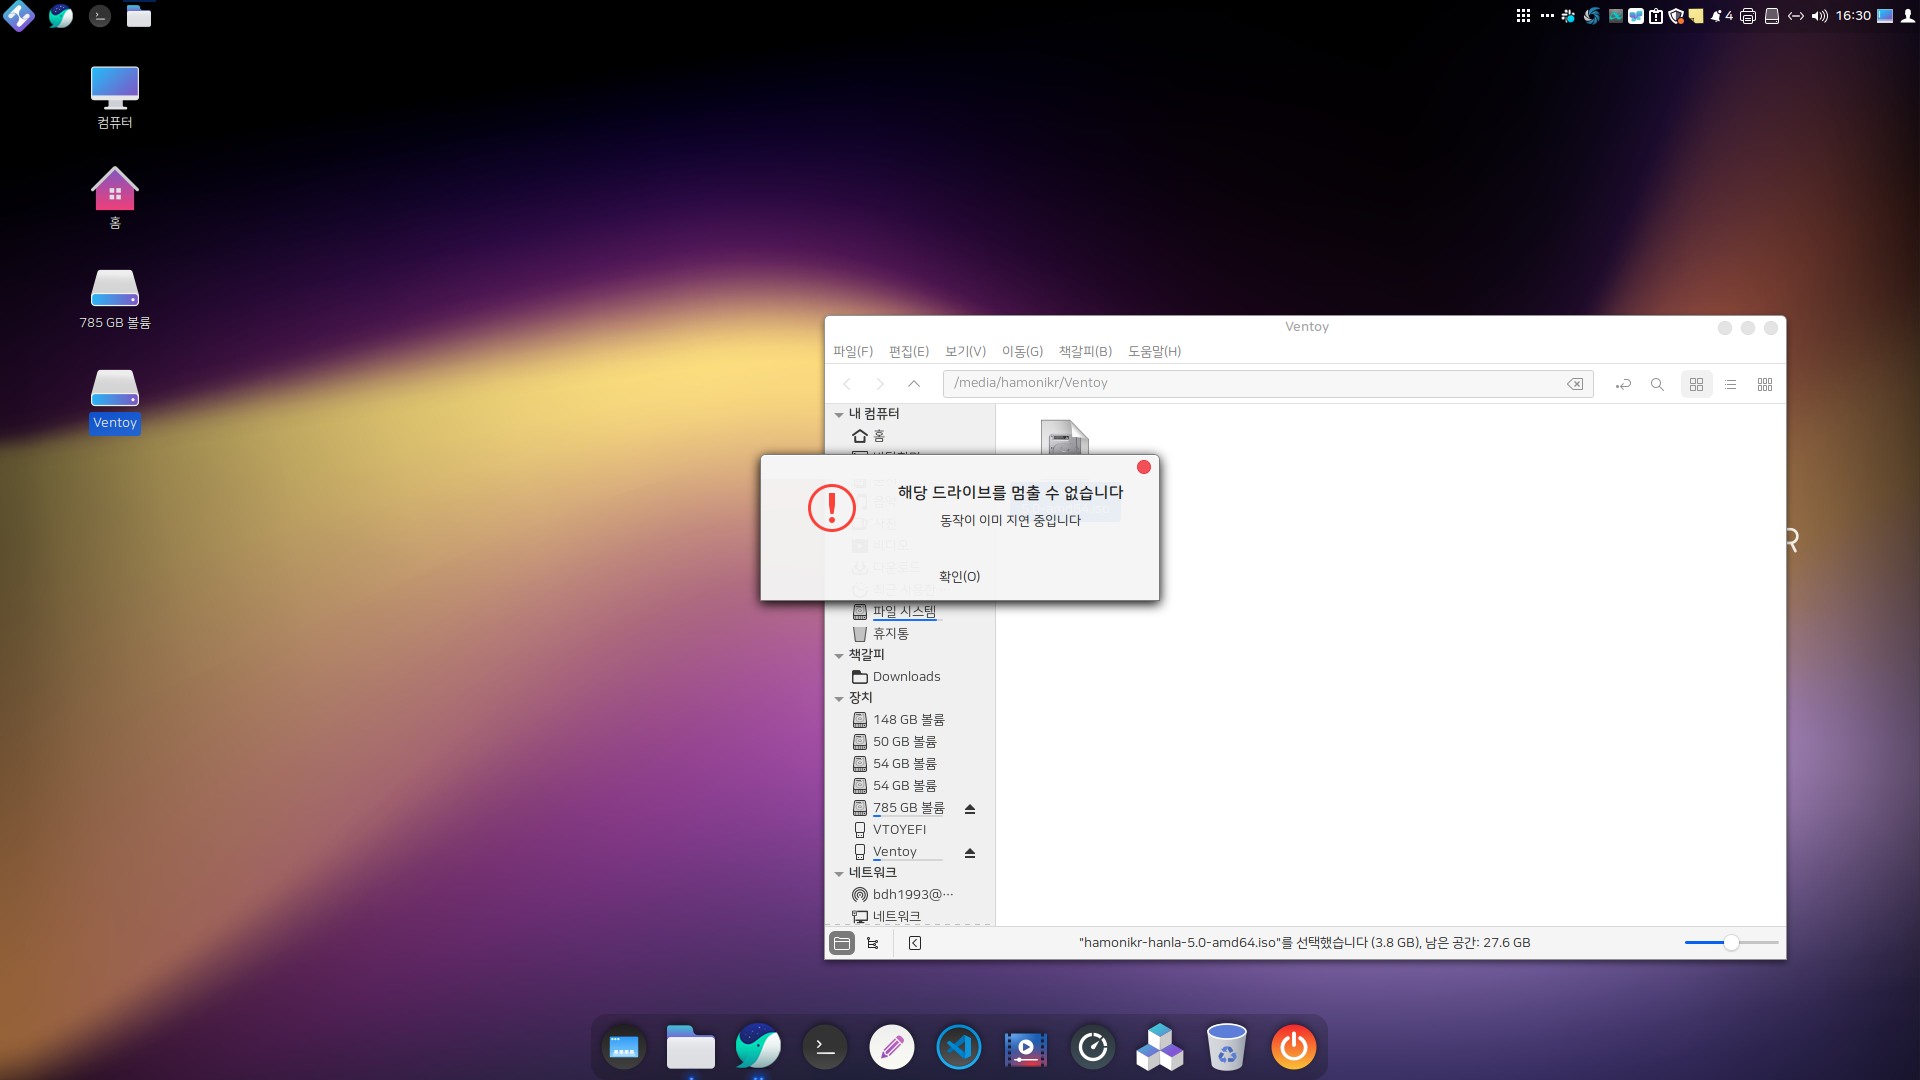 4
16:30
컴퓨터
홈
785 GB 볼륨
Ventoy
Ventoy
파일(F) 편집(E) 보기(V) 이동(G) 책갈피(B) 도움말(H)
/media/hamonikr/Ventoy
내 컴퓨터
홈
해당 드라이브를 멈출 수 없습니다
동작이 이미 지연 중입니다
확인(O)
파일 시스템
휴지통
책갈피
Downloads
장치
148 GB 볼륨
50 GB 볼륨
54 GB 볼륨
54 GB 볼륨
785 GB 볼륨
VTOYEFI
Ventoy
네트워크
bdh1993@⋯
네트워크
"hamonikr-hanla-5.0-amd64.iso"를 선택했습니다 (3.8 GB), 남은 공간: 27.6 GB
R